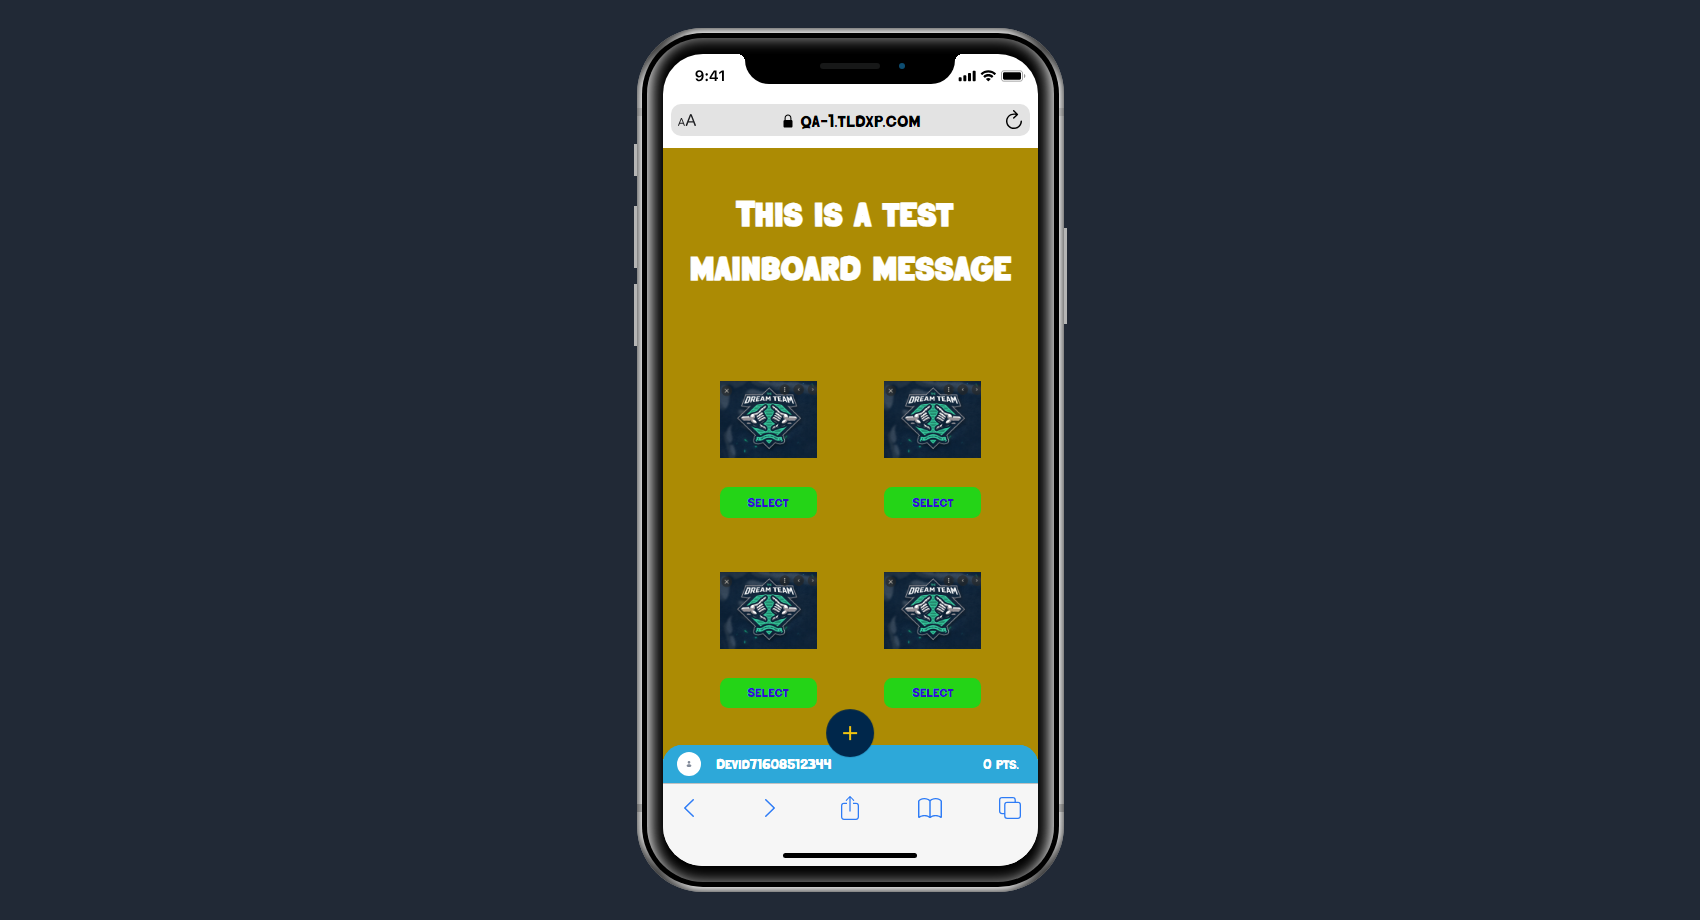 9:41
AA QA-1.TLDXP.COM
This is a test
mainboard message
DREAM TEAM DREAM TEAM
Select Select
DREAM TEAM DREAM TEAM
Select Select
+
Devid71608512344 0 pts.